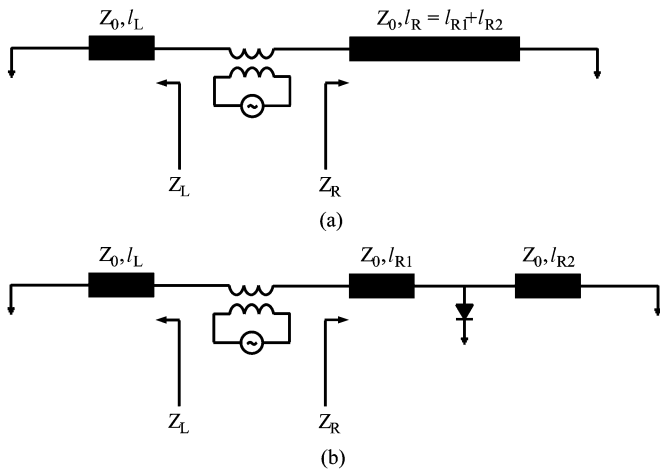 Z₀, lL
Z₀, lR = lR1+lR2
~
ZL
ZR
(a)
Z₀, lL
Z₀, lR1
Z₀, lR2
~
ZL
ZR
(b)